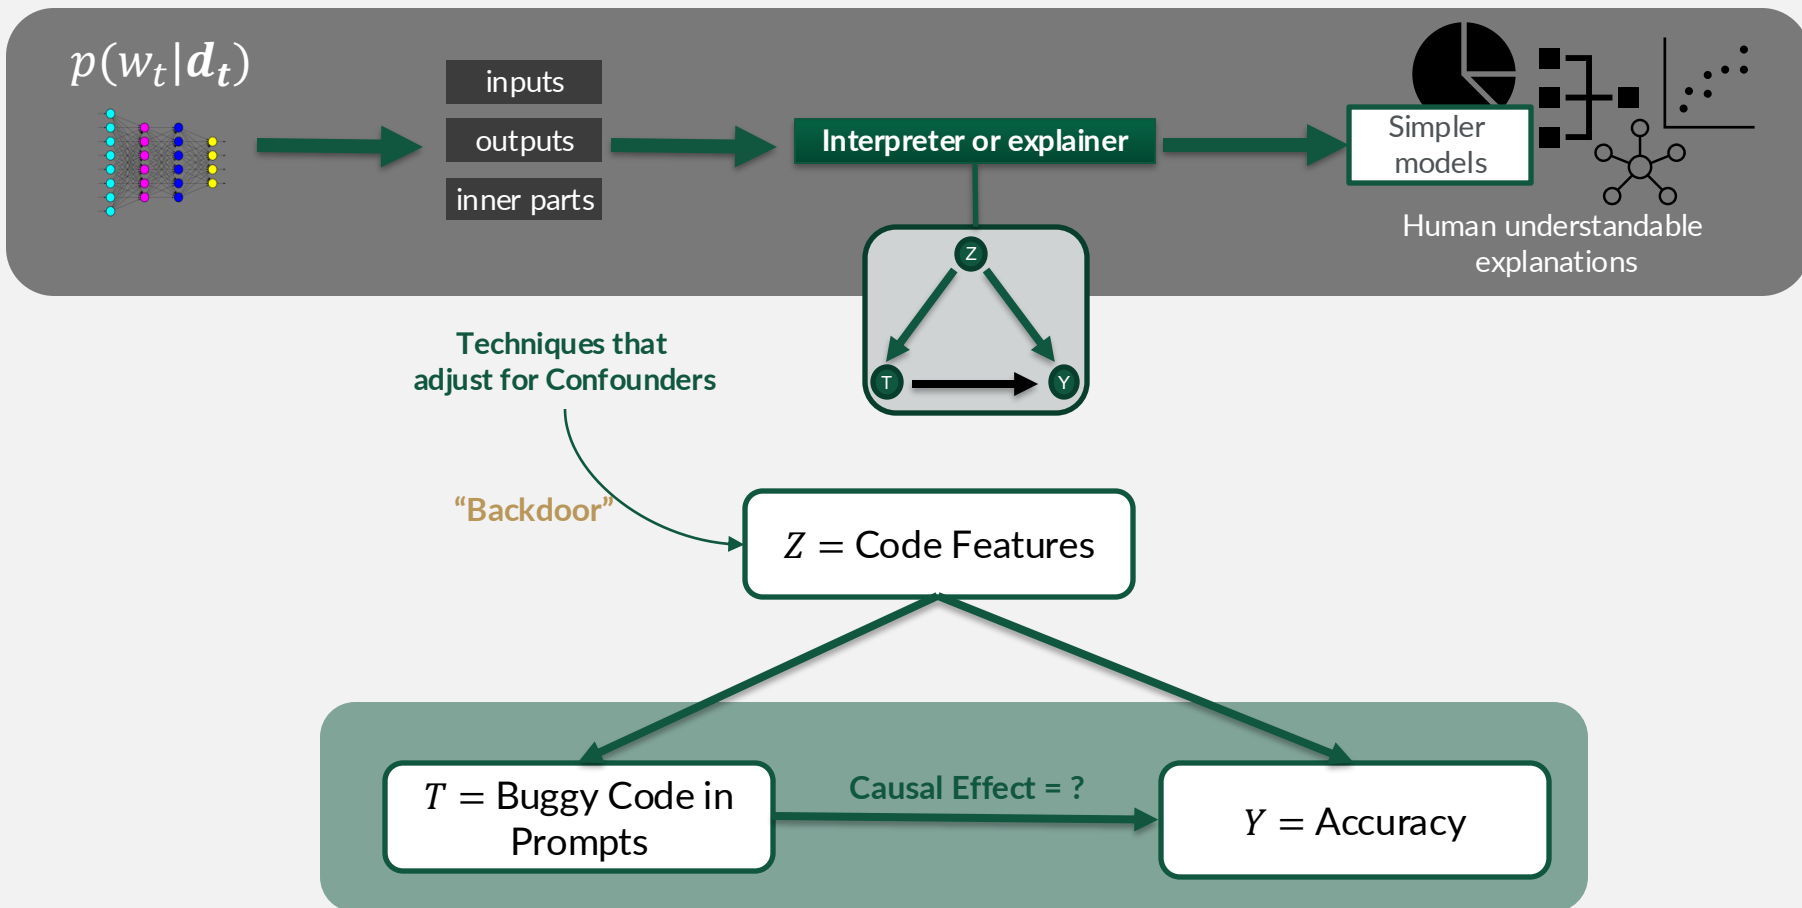 p(w_t|d_t)
inputs
outputs
inner parts
Interpreter or explainer
Simpler
models
Human understandable
explanations
Z
T
Y
Techniques that
adjust for Confounders
“Backdoor”
Z = Code Features
T = Buggy Code in
Prompts
Causal Effect = ?
Y = Accuracy